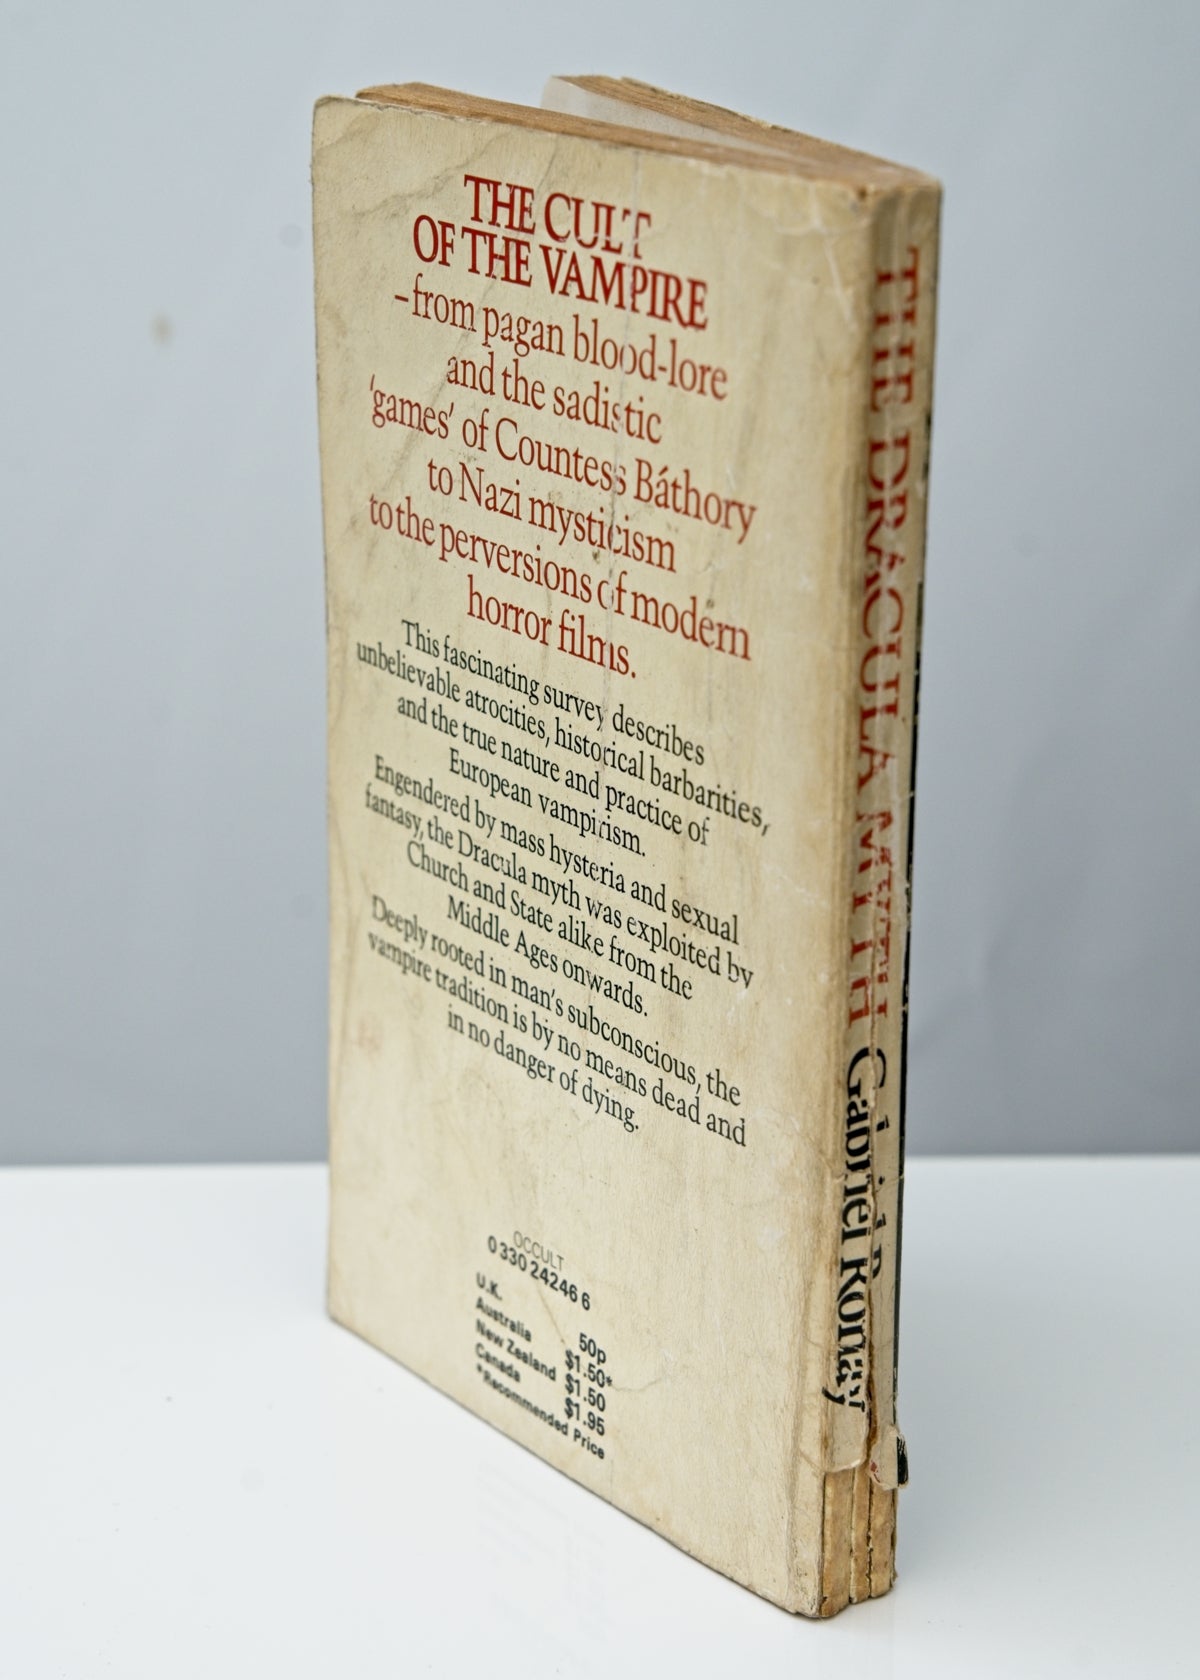 THE CULT
OF THE VAMPIRE
–from pagan blood-lore
and the sadistic
‘games’ of Countess Báthory
to Nazi mysticism
to the perversions of modern
horror films.
This fascinating survey describes
unbelievable atrocities, historical barbarities,
and the true nature and practice of
European vampirism.
Engendered by mass hysteria and sexual
fantasy, the Dracula myth was exploited by
Church and State alike from the
Middle Ages onwards.
Deeply rooted in man’s subconscious, the
vampire tradition is by no means dead and
in no danger of dying.
OCCULT
0 330 24246 6
U.K. 50p
Australia $1.50*
New Zealand $1.50
Canada $1.95
*Recommended Price
THE DRACULA MYTH Gabriel Ronay